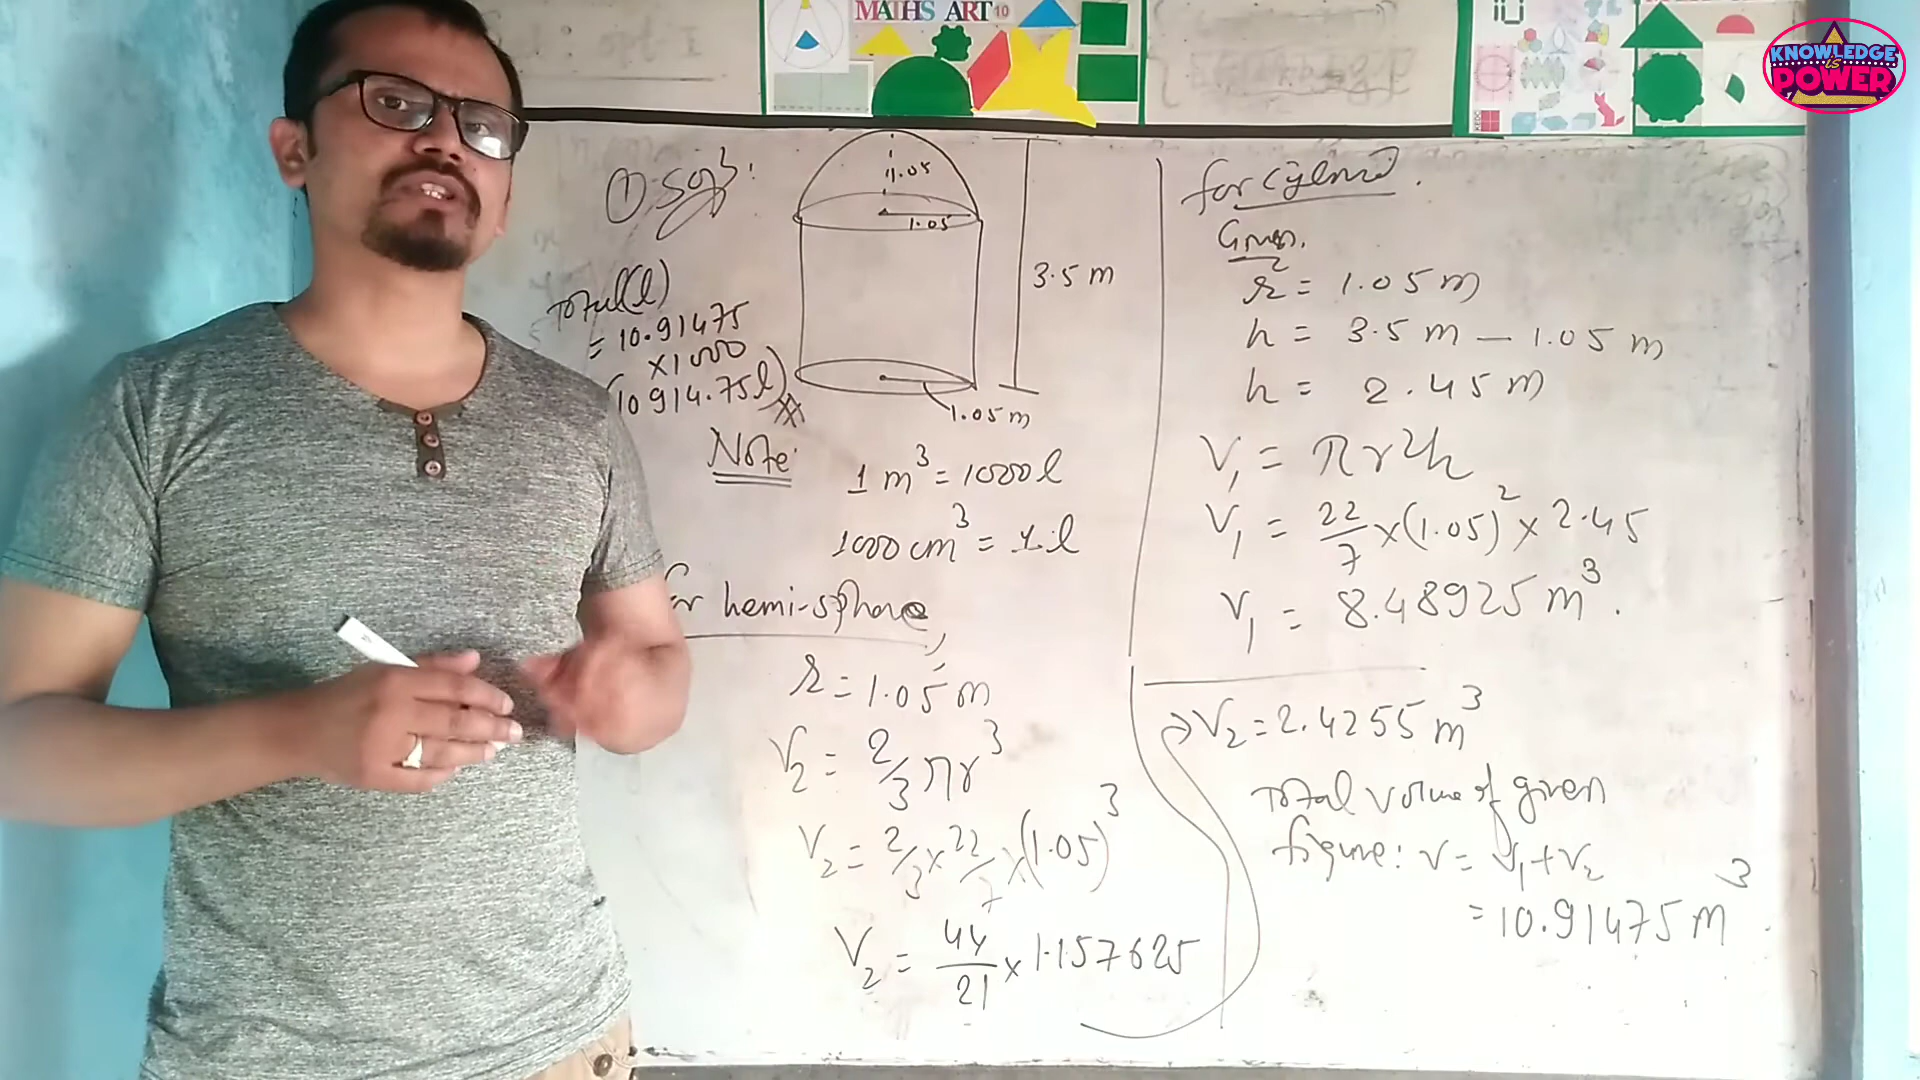 MATHS ART 10
KNOWLEDGE
IS
POWER
① Solⁿ:
1.05
1.05
3.5 m
1.05 m
Total(l)
= 10.91475
×1000
(10914.75l)
Note:
1 m³ = 1000l
1000 cm³ = 1l
for hemi-sphere,
r = 1.05 m
V₂ = 2/3 πr³
V₂ = 2/3 × 22/7 × (1.05)³
V₂ = 44/21 × 1.157625
for cylind
Given,
r = 1.05 m
h = 3.5 m – 1.05 m
h = 2.45 m
V₁ = πr²h
V₁ = 22/7 × (1.05)² × 2.45
V₁ = 8.48925 m³.
⇒ V₂ = 2.4255 m³
Total volume of given
figure: V = V₁ + V₂
= 10.91475 m³.